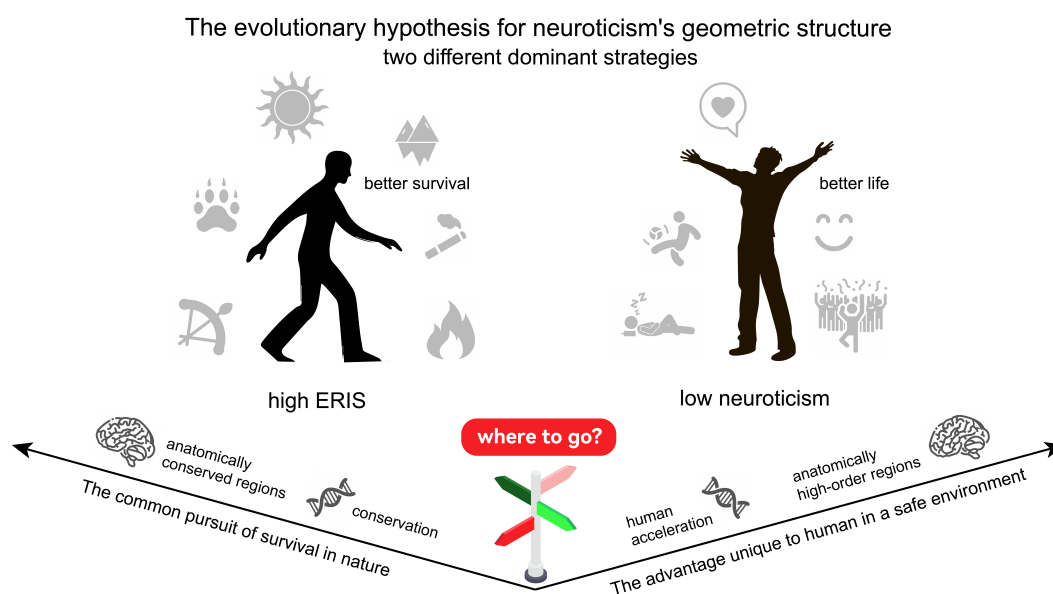 The evolutionary hypothesis for neuroticism's geometric structure
two different dominant strategies
better survival
better life
zzz
high ERIS
low neuroticism
where to go?
anatomically
conserved regions
conservation
The common pursuit of survival in nature
human
acceleration
anatomically
high-order regions
The advantage unique to human in a safe environment